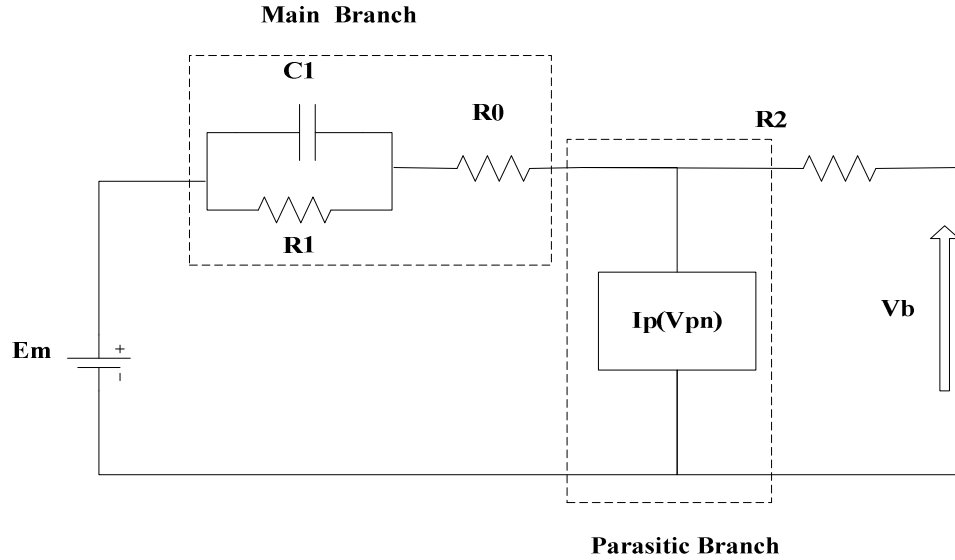 Main Branch
C1
R0
R2
R1
Ip(Vpn)
Vb
Em
+
-
Parasitic Branch